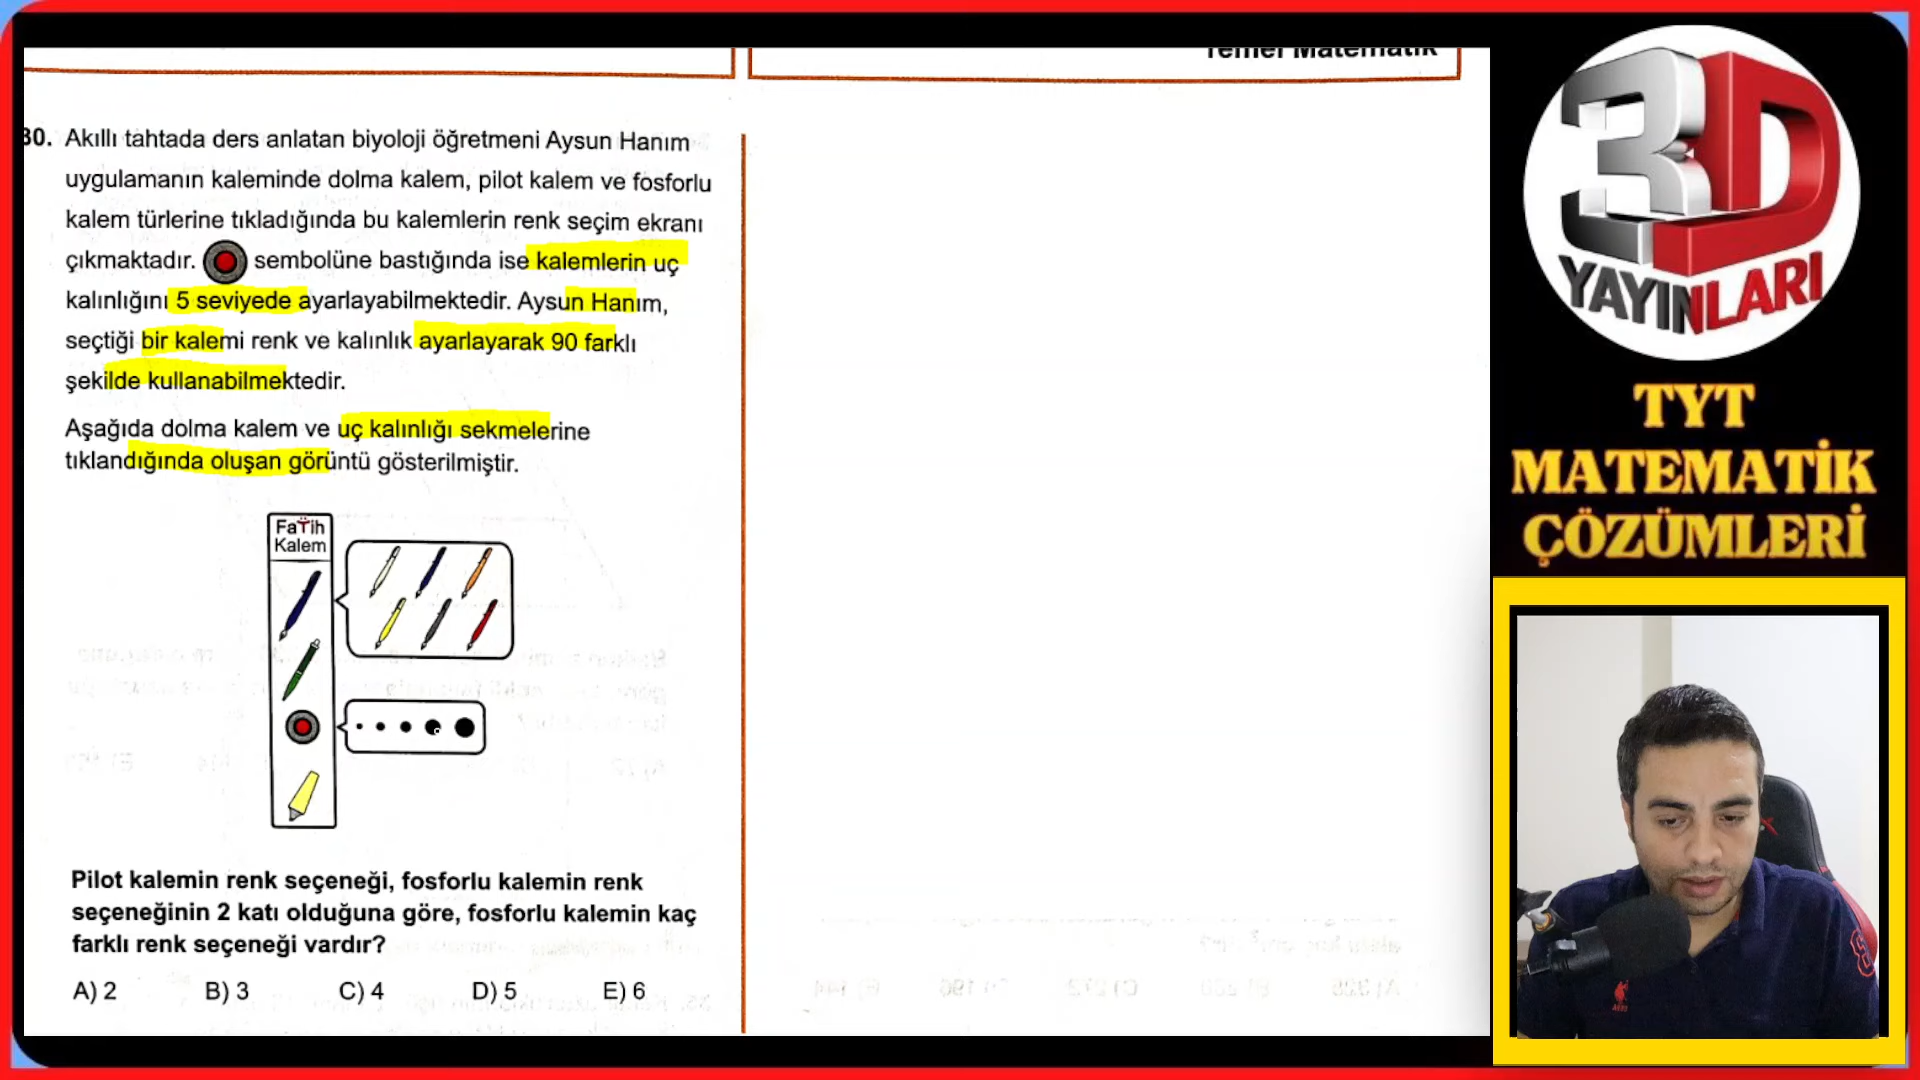 Temel Matematik
30. Akıllı tahtada ders anlatan biyoloji öğretmeni Aysun Hanım
uygulamanın kaleminde dolma kalem, pilot kalem ve fosforlu
kalem türlerine tıkladığında bu kalemlerin renk seçim ekranı
çıkmaktadır. sembolüne bastığında ise kalemlerin uç
kalınlığını 5 seviyede ayarlayabilmektedir. Aysun Hanım,
seçtiği bir kalemi renk ve kalınlık ayarlayarak 90 farklı
şekilde kullanabilmektedir.
Aşağıda dolma kalem ve uç kalınlığı sekmelerine
tıklandığında oluşan görüntü gösterilmiştir.
Fatih
Kalem
Pilot kalemin renk seçeneği, fosforlu kalemin renk
seçeneğinin 2 katı olduğuna göre, fosforlu kalemin kaç
farklı renk seçeneği vardır?
A) 2 B) 3 C) 4 D) 5 E) 6
3D
YAYINLARI
TYT
MATEMATİK
ÇÖZÜMLERİ